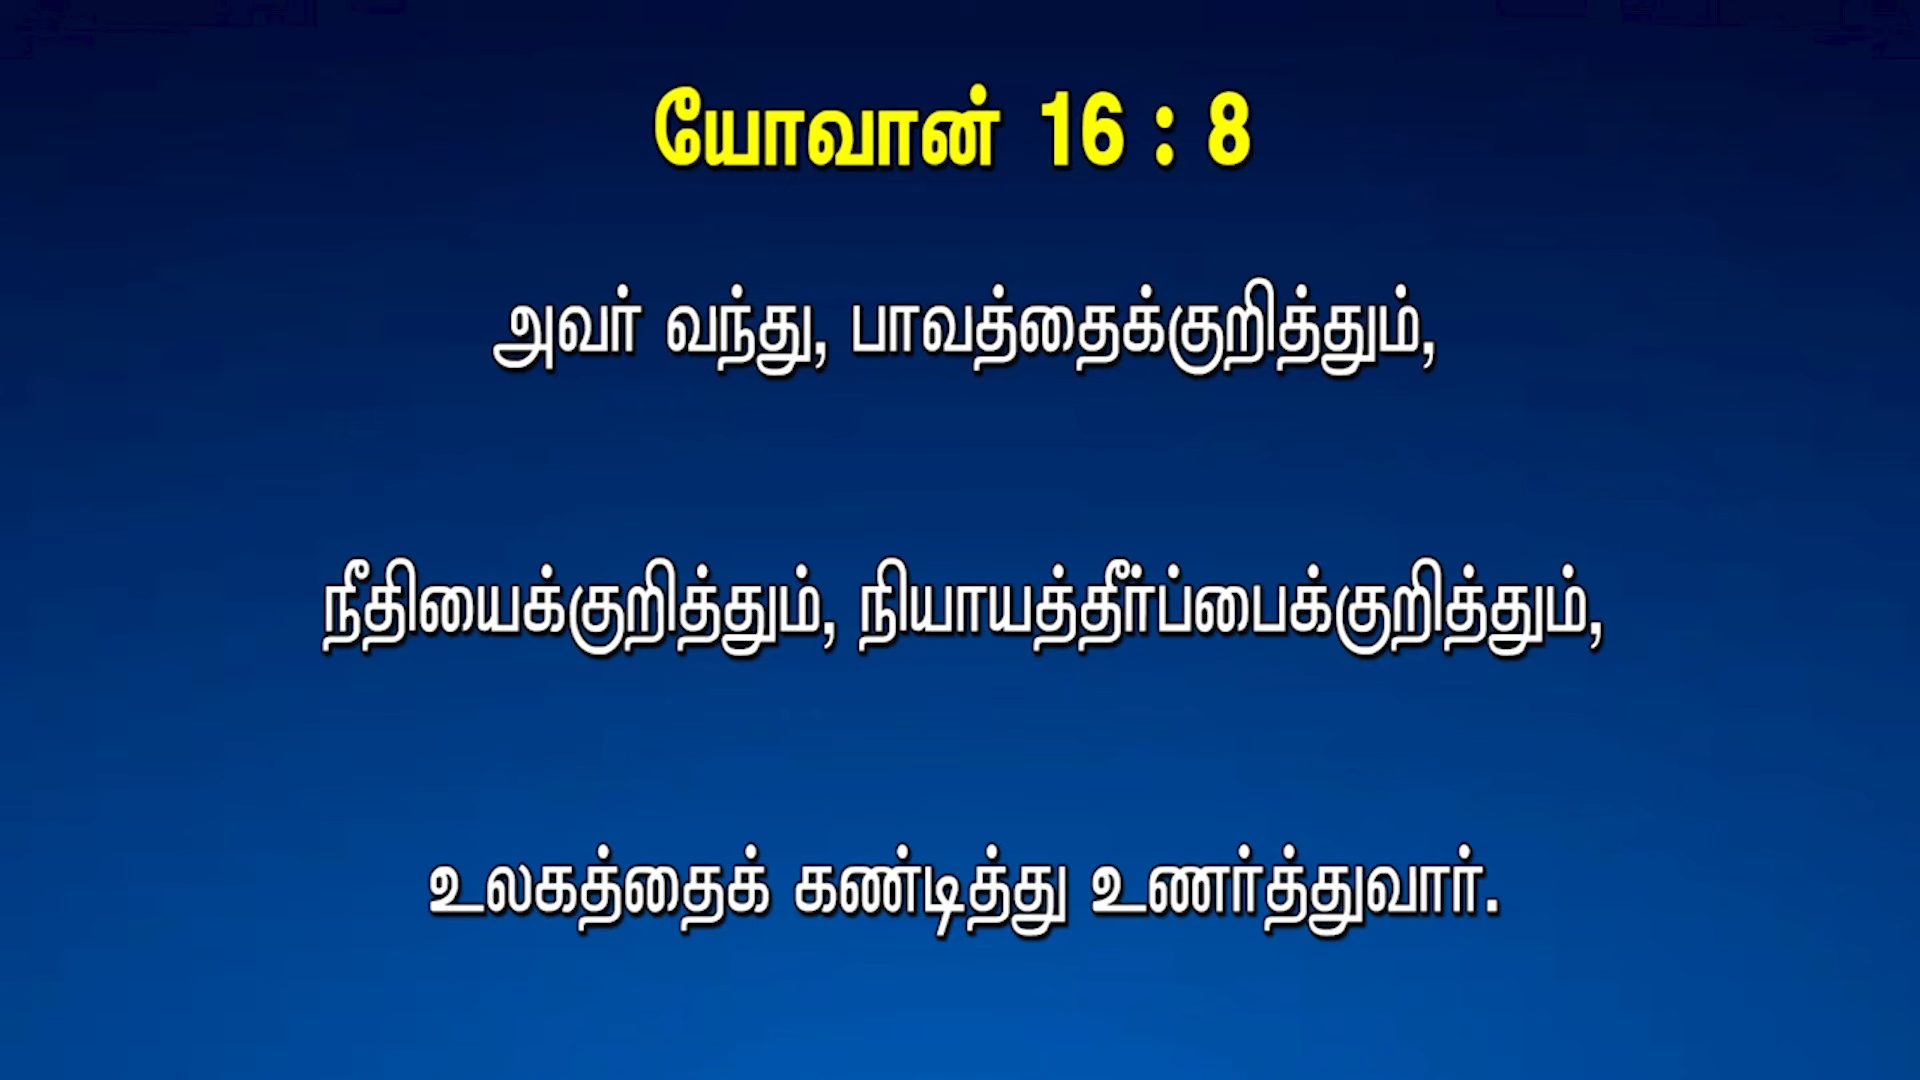 யோவான் 16 : 8
அவர் வந்து, பாவத்தைக்குறித்தும்,
நீதியைக்குறித்தும், நியாயத்தீர்ப்பைக்குறித்தும்,
உலகத்தைக் கண்டித்து உணர்த்துவார்.